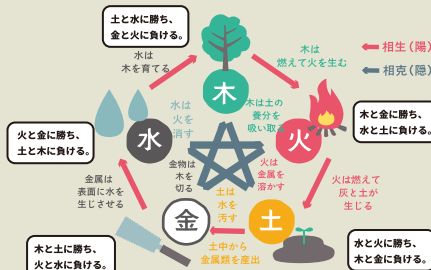 土と水に勝ち、
金と火に負ける。
水は
木を育てる
木は
燃えて火を生む
相生（陽）
相克（陰）
木
水は
火を
消す
木は土の
養分を
吸い取る
木と金に勝ち、
水と土に負ける。
火と金に勝ち、
土と木に負ける。
水
火
金物は
木を
切る
火は
金属を
溶かす
金属は
表面に水を
生じさせる
土は
水を
汚す
火は燃えて
灰と土が
生じる
金
土
土中から
金属類を産出
木と土に勝ち、
火と水に負ける。
水と火に勝ち、
木と金に負ける。